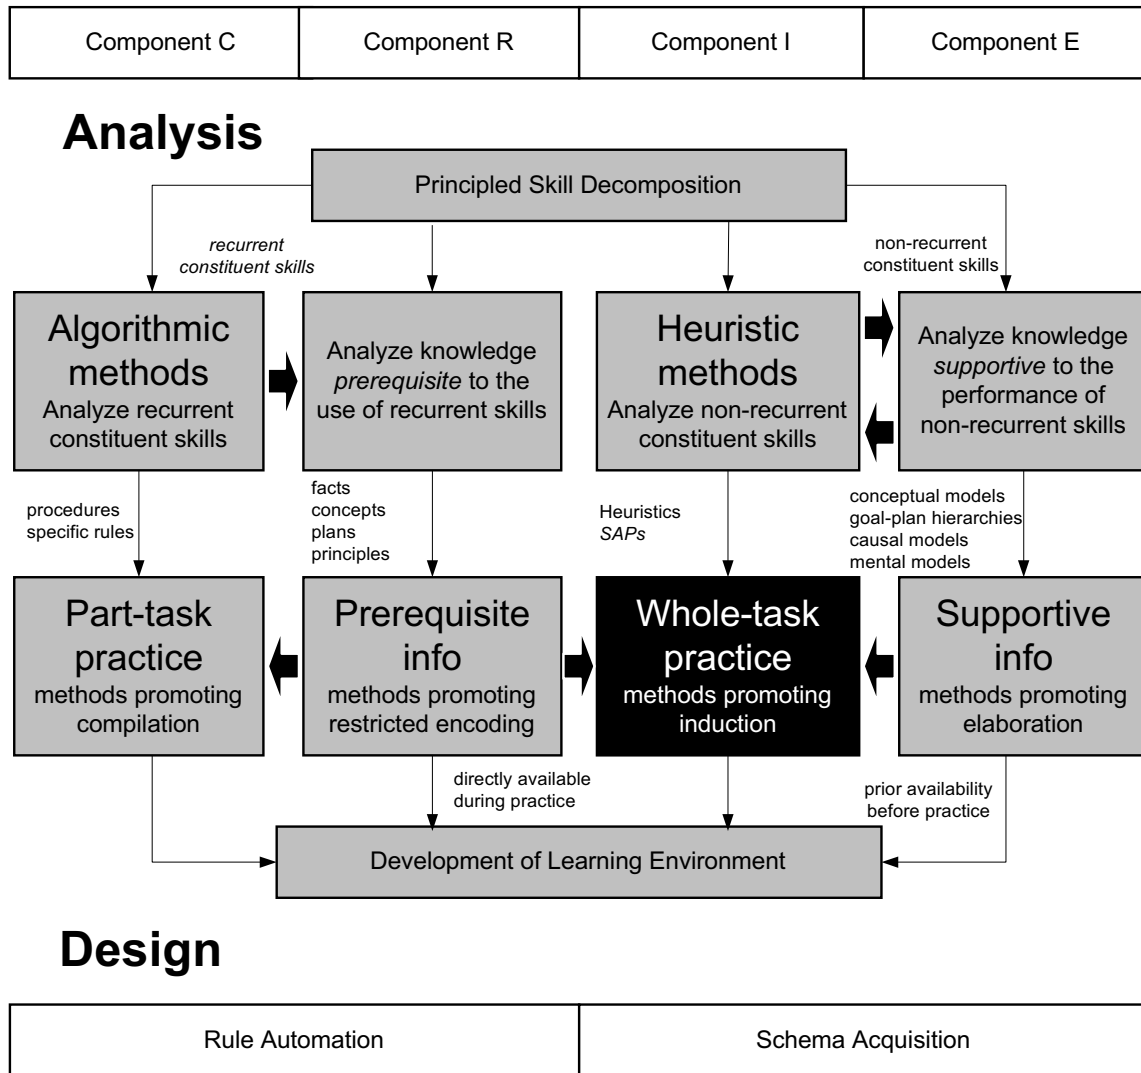 Component C
Component R
Component I
Component E
Analysis
Principled Skill Decomposition
recurrent
constituent skills
non-recurrent
constituent skills
Algorithmic
methods
Analyze recurrent
constituent skills
Analyze knowledge
prerequisite to the
use of recurrent skills
Heuristic
methods
Analyze non-recurrent
constituent skills
Analyze knowledge
supportive to the
performance of
non-recurrent skills
procedures
specific rules
facts
concepts
plans
principles
Heuristics
SAPs
conceptual models
goal-plan hierarchies
causal models
mental models
Part-task
practice
methods promoting
compilation
Prerequisite
info
methods promoting
restricted encoding
Whole-task
practice
methods promoting
induction
Supportive
info
methods promoting
elaboration
directly available
during practice
prior availability
before practice
Development of Learning Environment
Design
Rule Automation
Schema Acquisition